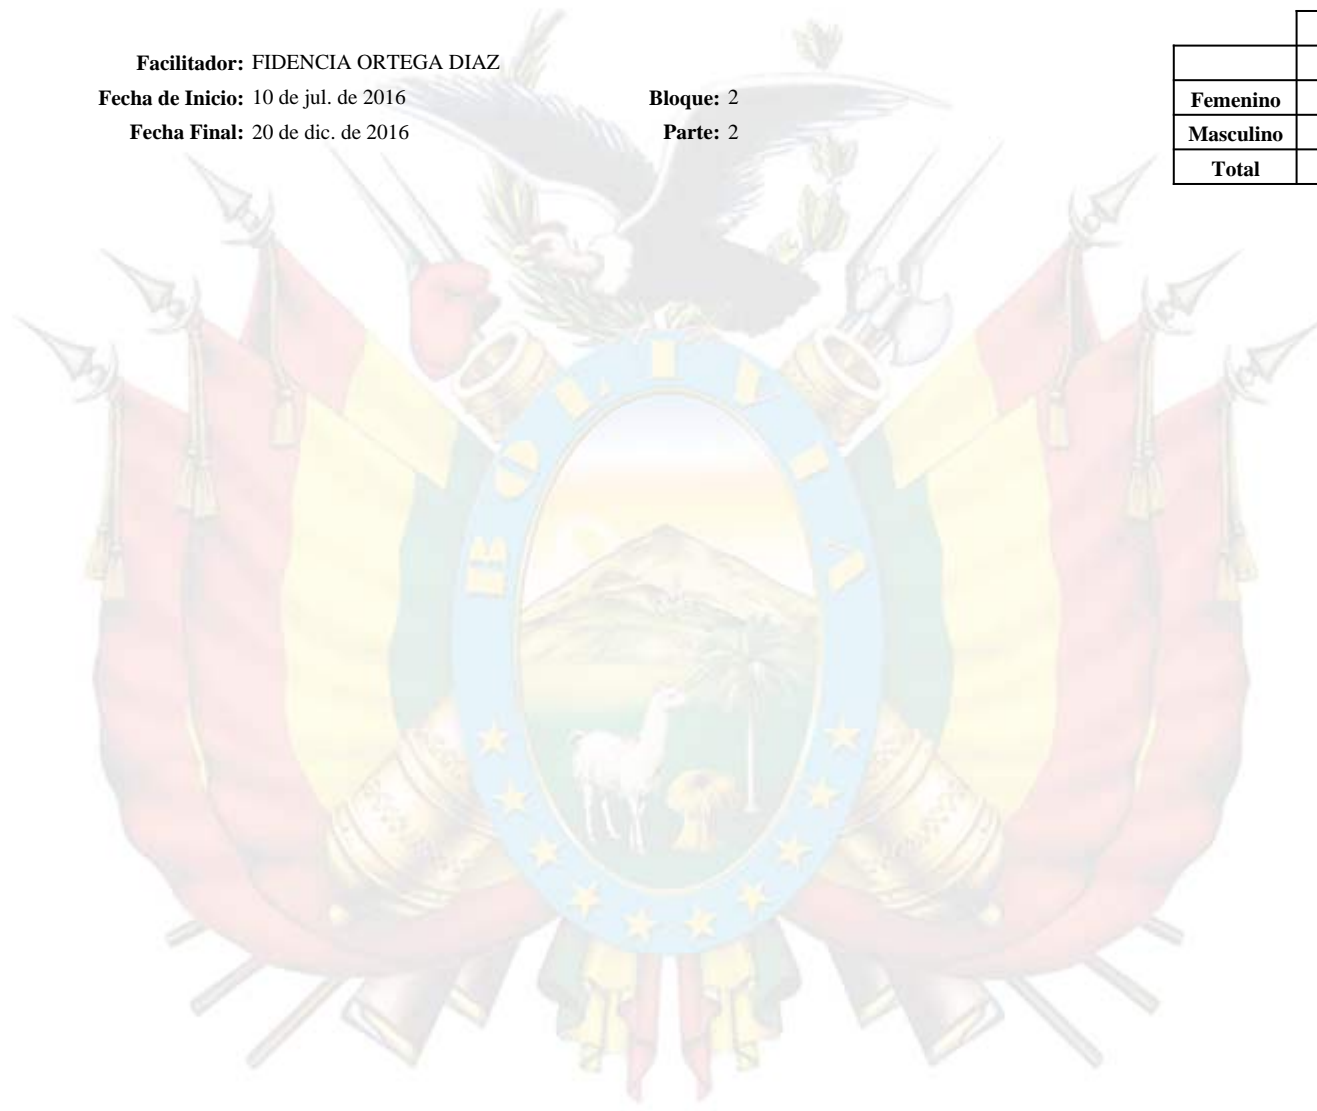 Facilitador: FIDENCIA ORTEGA DIAZ
Fecha de Inicio: 10 de jul. de 2016 Bloque: 2
Fecha Final: 20 de dic. de 2016 Parte: 2
Femenino
Masculino
Total
BOLIVIA